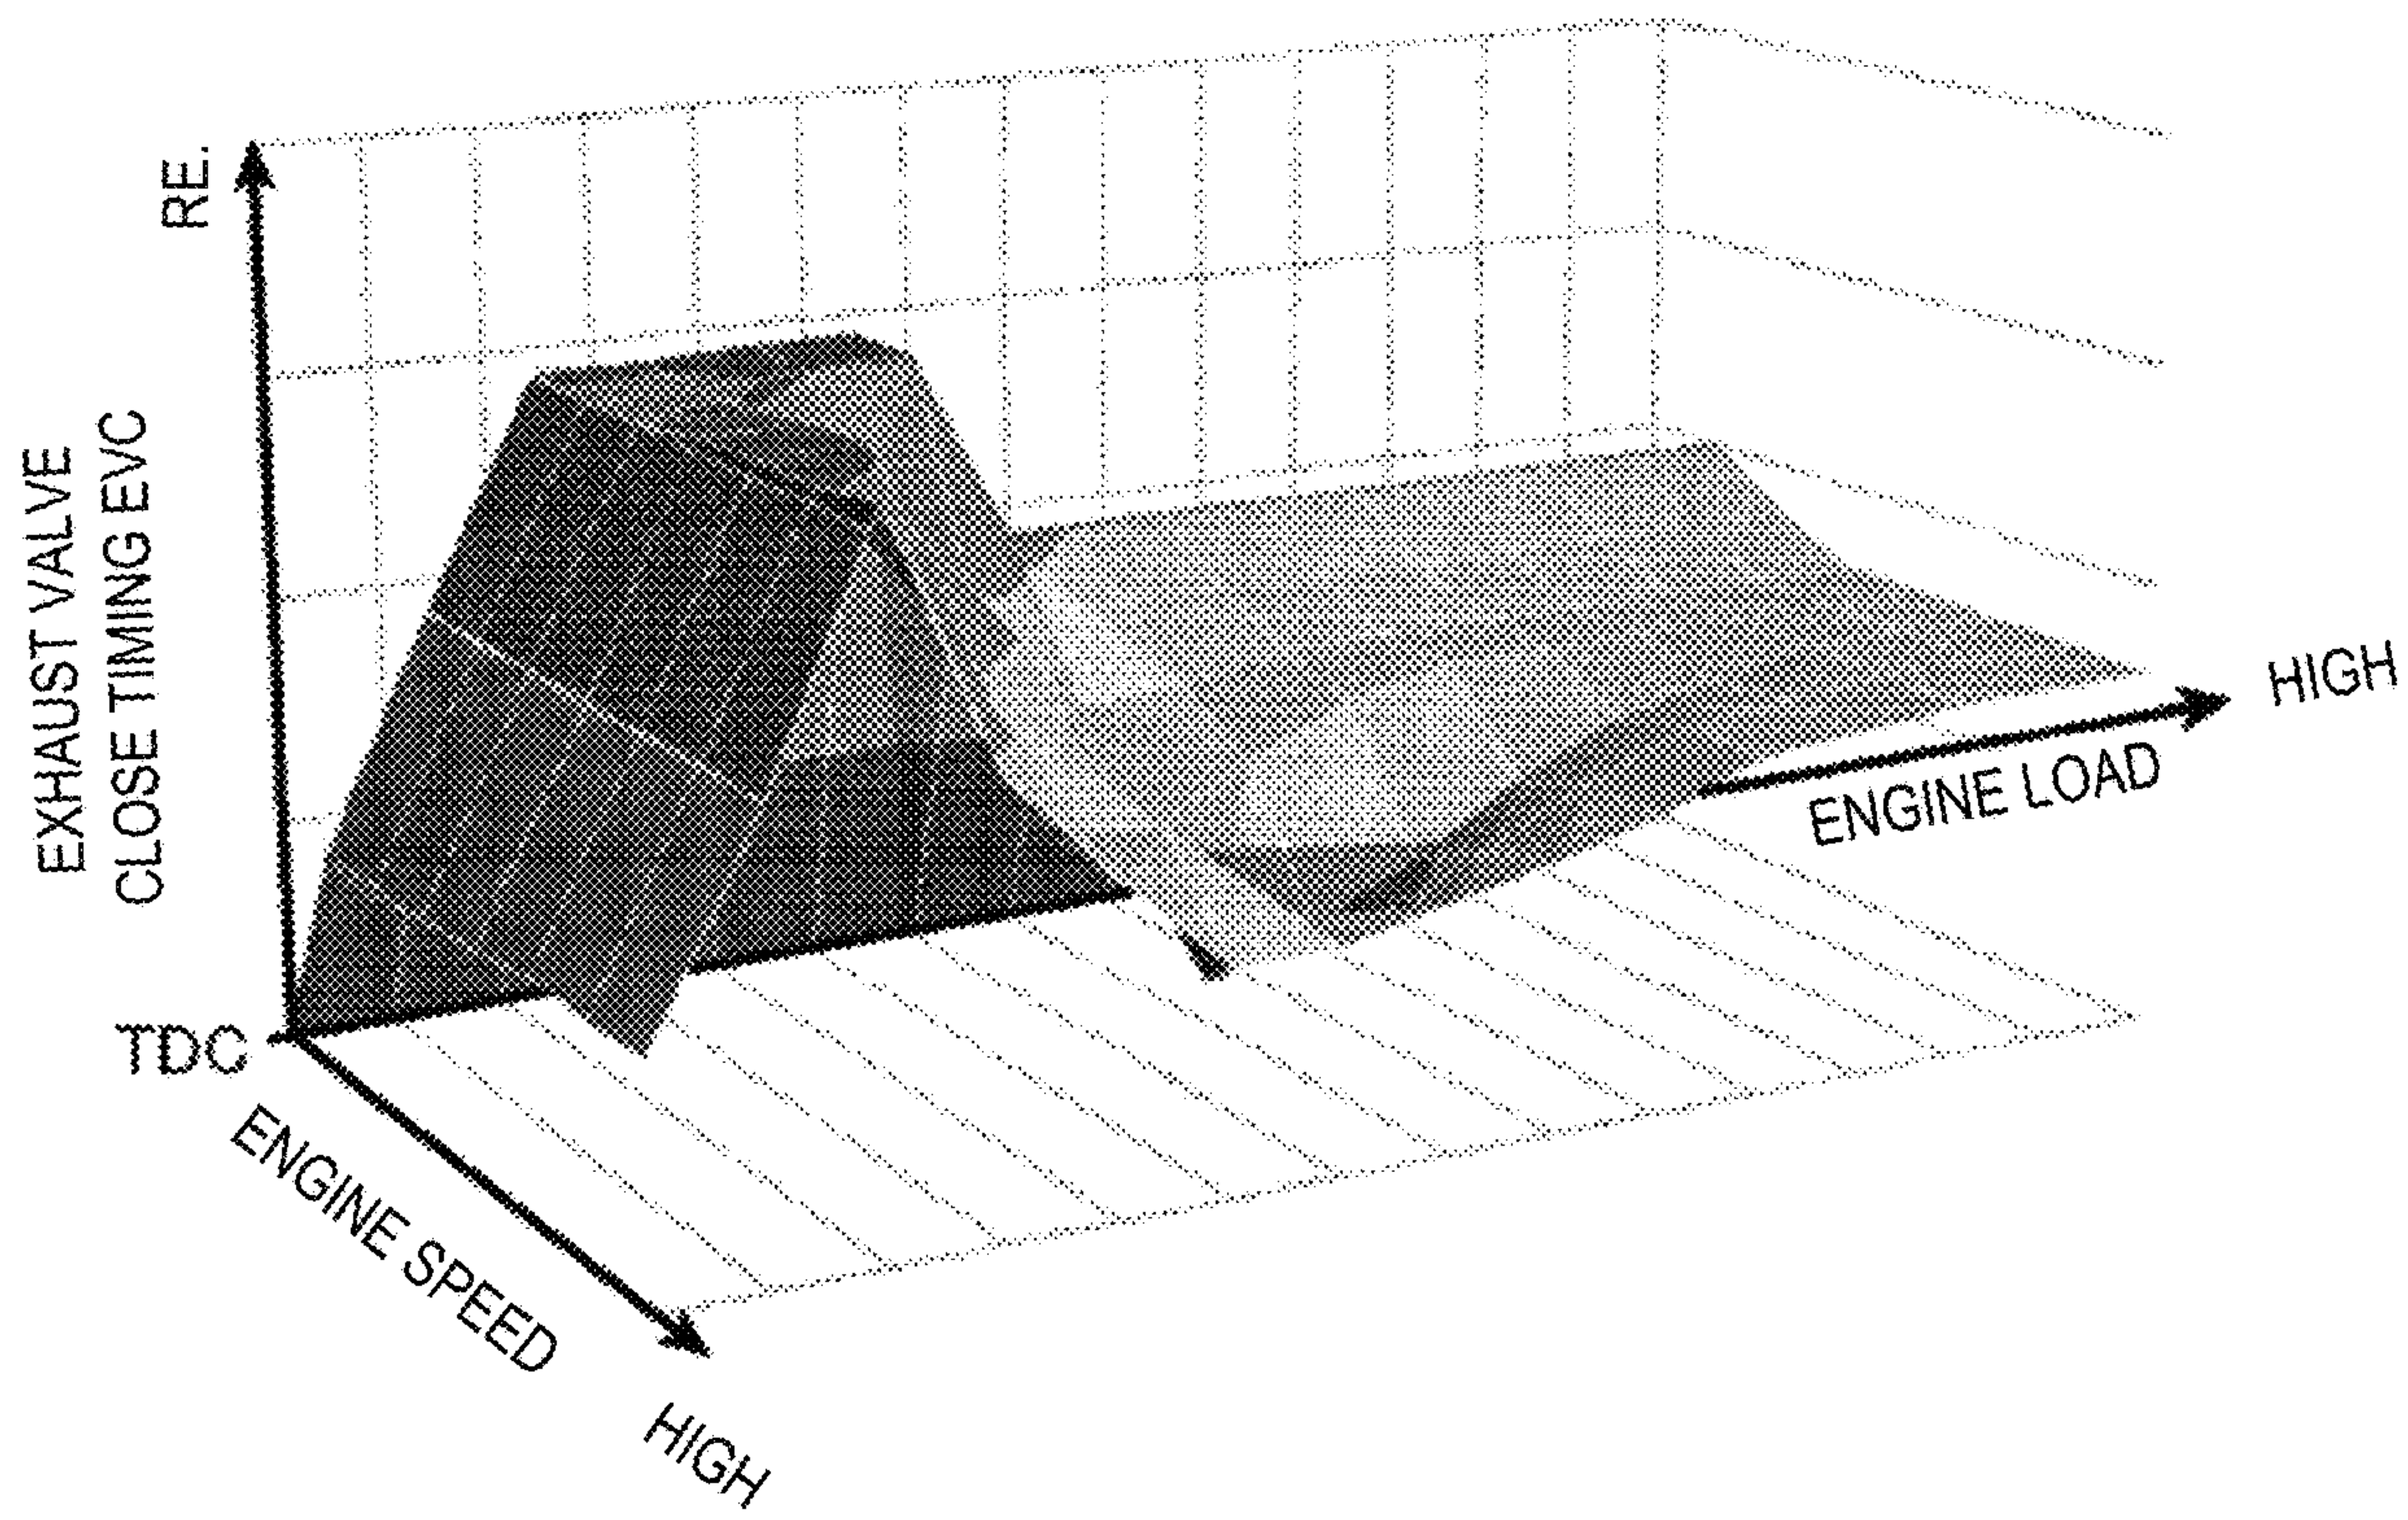 RE.
EXHAUST VALVE
CLOSE TIMING EVC
TDC
ENGINE SPEED
HIGH
ENGINE LOAD
HIGH